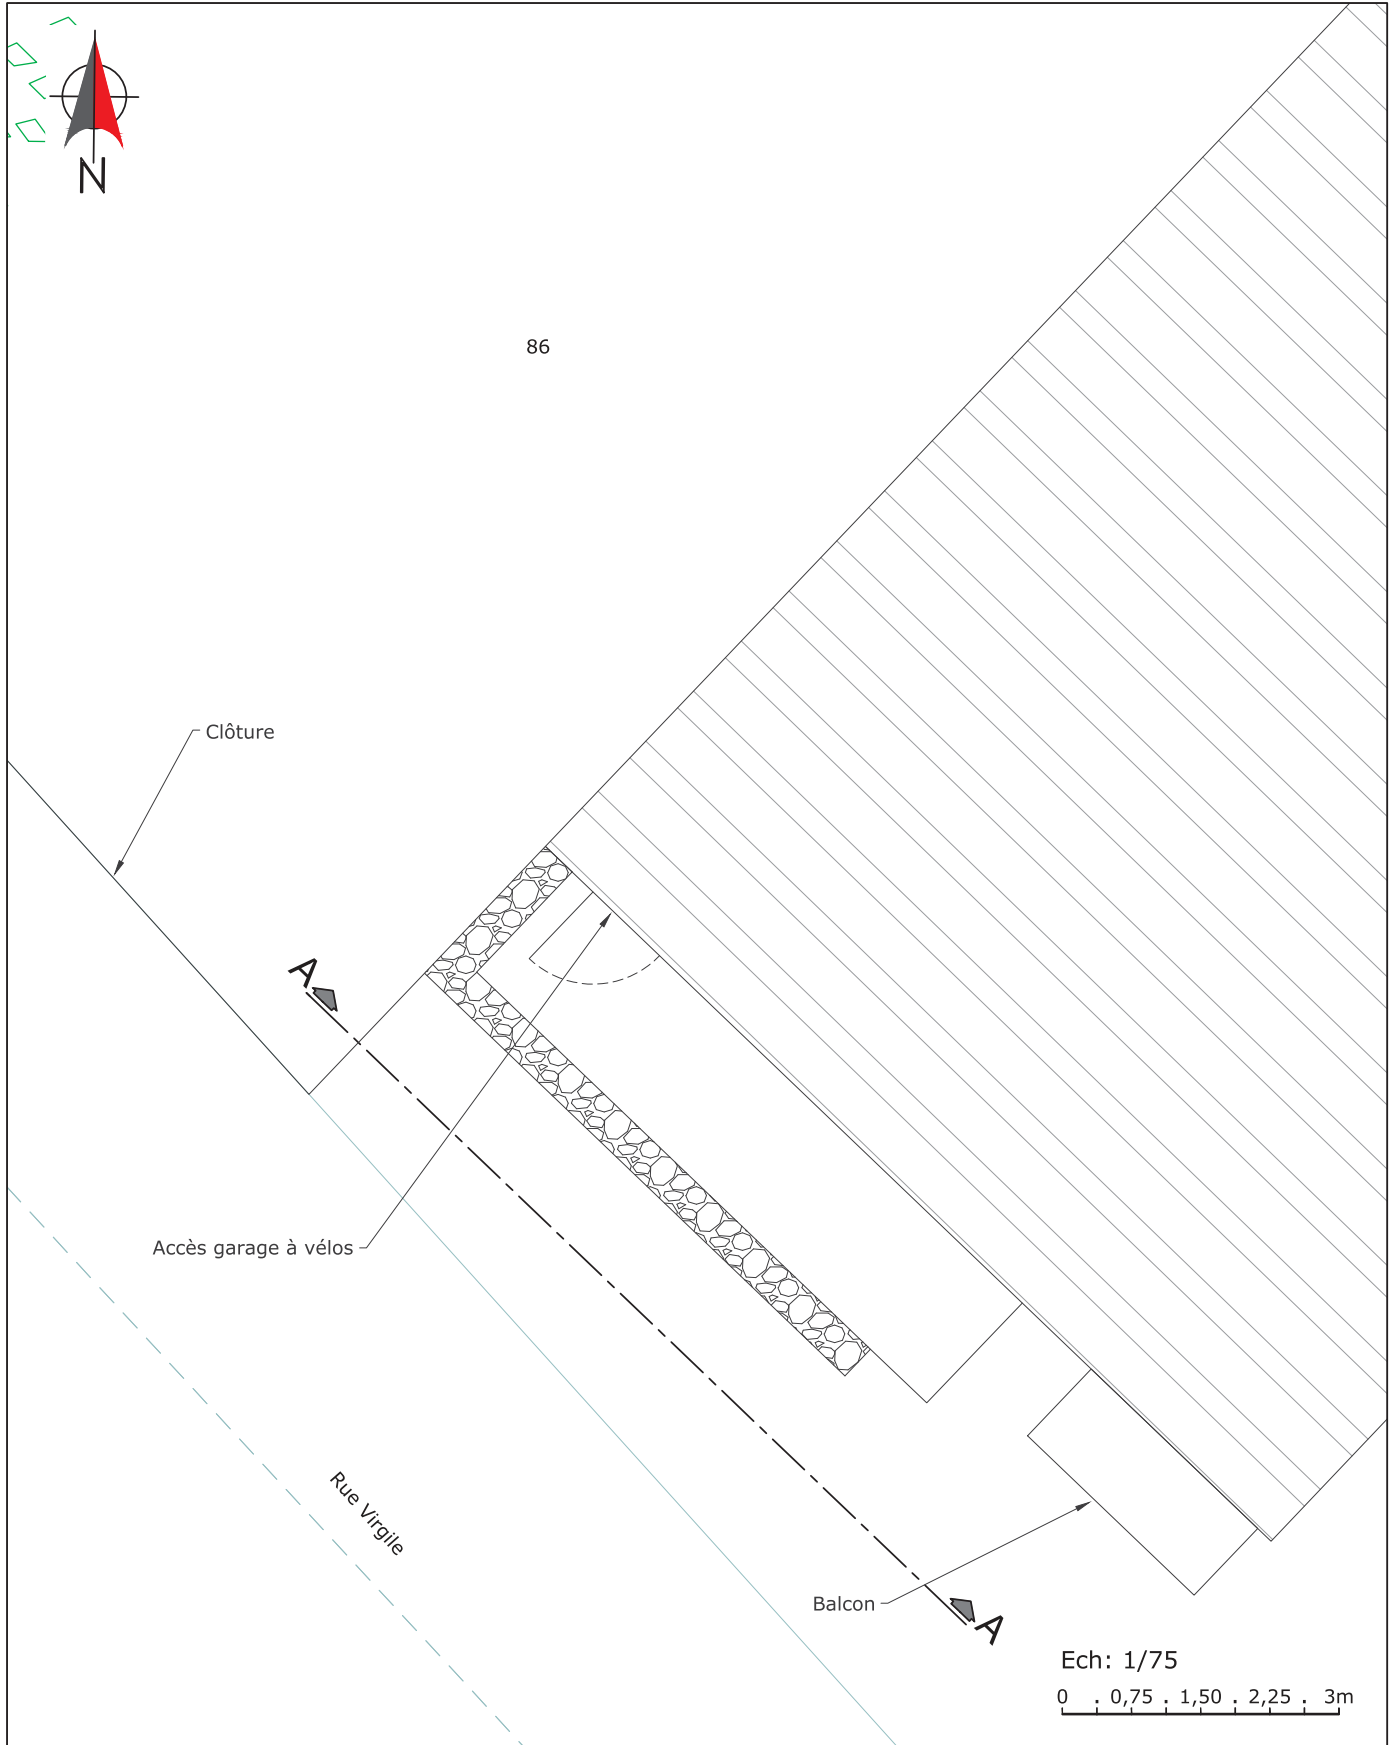 N
86
Clôture
A
Accès garage à vélos
Rue Virgile
Balcon
A
Ech: 1/75
0 . 0,75 . 1,50 . 2,25 . 3m